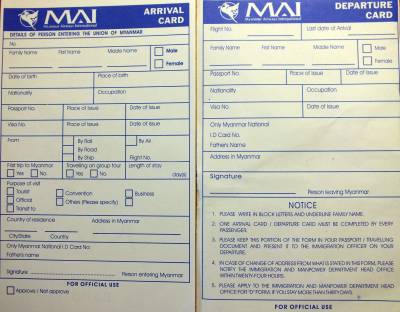 MAI
Myanmar Airways International
ARRIVAL
CARD
DETAILS OF PERSON ENTERING THE UNION OF MYANMAR
No.
Family Name First Name Middle Name Male
Female
Date of birth Place of birth
Nationality Occupation
Passport No. Place of Issue Date of Issue
Visa No. Place of Issue Date of Issue
From By Rail By Air
By Road
By Ship Flight No.
First trip to Myanmar Travelling on group tour Length of stay
Yes No Yes No day(s)
Purpose of visit
Tourist Convention Business
Official Others (Please specify)
Transit to
Country of residence Address in Myanmar
City/State Country
Only Myanmar National I.D Card No.
Father's name
Signature Person entering Myanmar
FOR OFFICIAL USE
Approve / Not approve
MAI
Myanmar Airways International
DEPARTURE
CARD
Flight No. Last date of Arrival
Family Name First Name Middle Name Male
Female
Passport No. Place of Issue Date of Issue
Nationality Occupation
Visa No. Place of Issue Date of Issue
Only Myanmar National
I.D Card No.
Father's Name
Address in Myanmar
Signature
Person leaving Myanmar
NOTICE
1. PLEASE WRITE IN BLOCK LETTERS AND UNDERLINE FAMILY NAME.
2. ONE ARRIVAL CARD / DEPARTURE CARD MUST BE COMPLETED BY EVERY
PASSENGER.
3. PLEASE KEEP THIS PORTION OF FORM IN YOUR PASSPORT / TRAVELLING
DOCUMENT AND PRESENT IT TO THE IMMIGRATION OFFICER ON YOUR
DEPARTURE.
4. IN CASE OF CHANGE OF ADDRESS FROM WHAT IS STATED IN THIS FORM, PLEASE
NOTIFY THE IMMIGRATION AND MANPOWER DEPARTMENT HEAD OFFICE
WITHIN TWENTY-FOUR HOURS.
5. PLEASE APPLY TO THE IMMIGRATION AND MANPOWER DEPARTMENT HEAD
OFFICE FOR "D" FORM, IF YOU STAY MORE THAN THIRTY DAYS.
FOR OFFICIAL USE